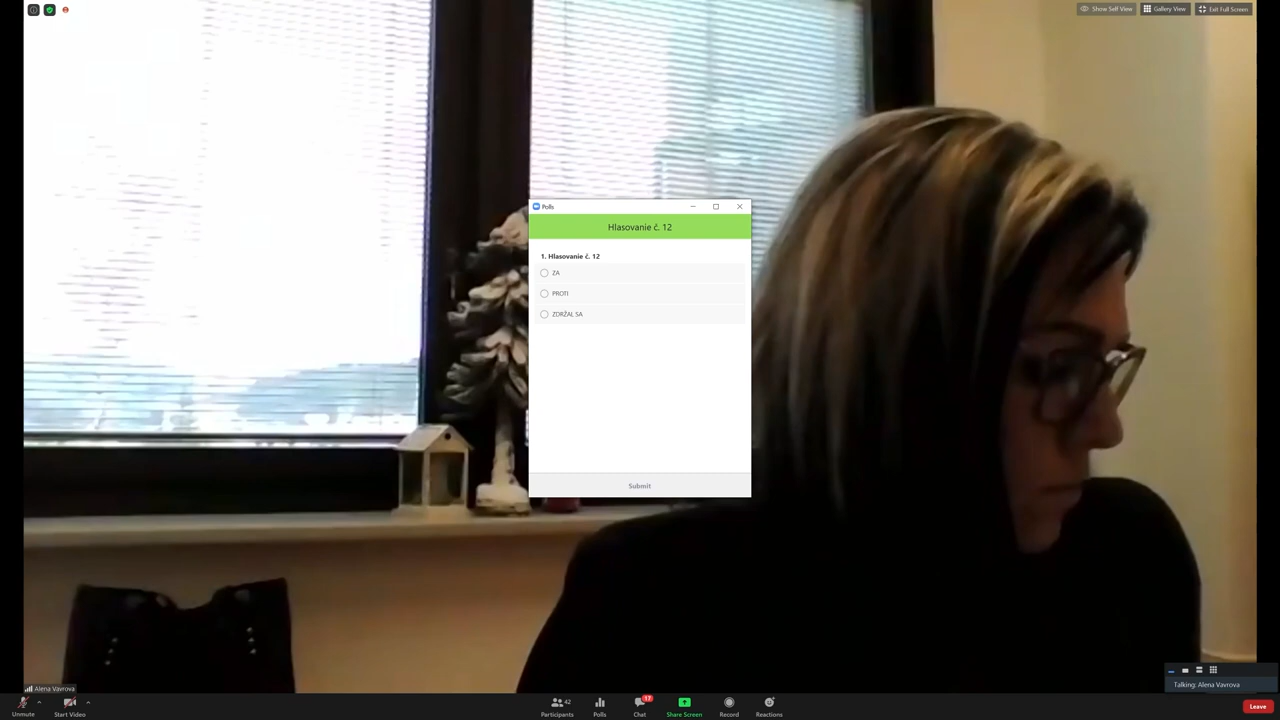 Show Self View
Gallery View
Exit Full Screen
Polls
Hlasovanie č. 12
1. Hlasovanie č. 12
ZA
PROTI
ZDRŽAL SA
Submit
Alena Vavrova
Talking: Alena Vavrova
Unmute
Start Video
Participants
42
Polls
Chat
17
Share Screen
Record
Reactions
Leave